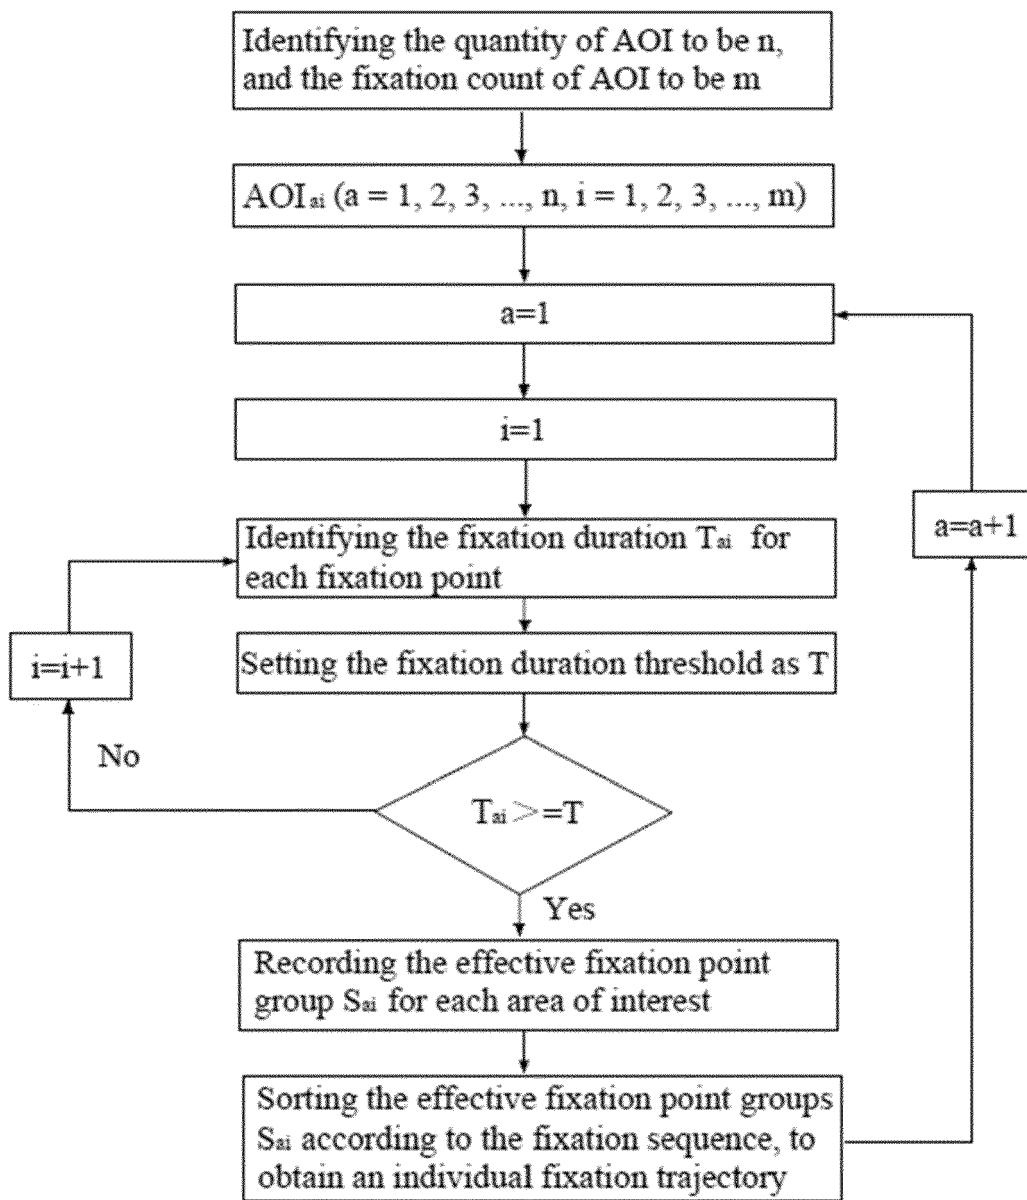 Identifying the quantity of AOI to be n,
and the fixation count of AOI to be m
AOIai (a = 1, 2, 3, ..., n, i = 1, 2, 3, ..., m)
a=1
i=1
a=a+1
Identifying the fixation duration Tai for
each fixation point
i=i+1
Setting the fixation duration threshold as T
No
Tai >=T
Yes
Recording the effective fixation point
group Sai for each area of interest
Sorting the effective fixation point groups
Sai according to the fixation sequence, to
obtain an individual fixation trajectory